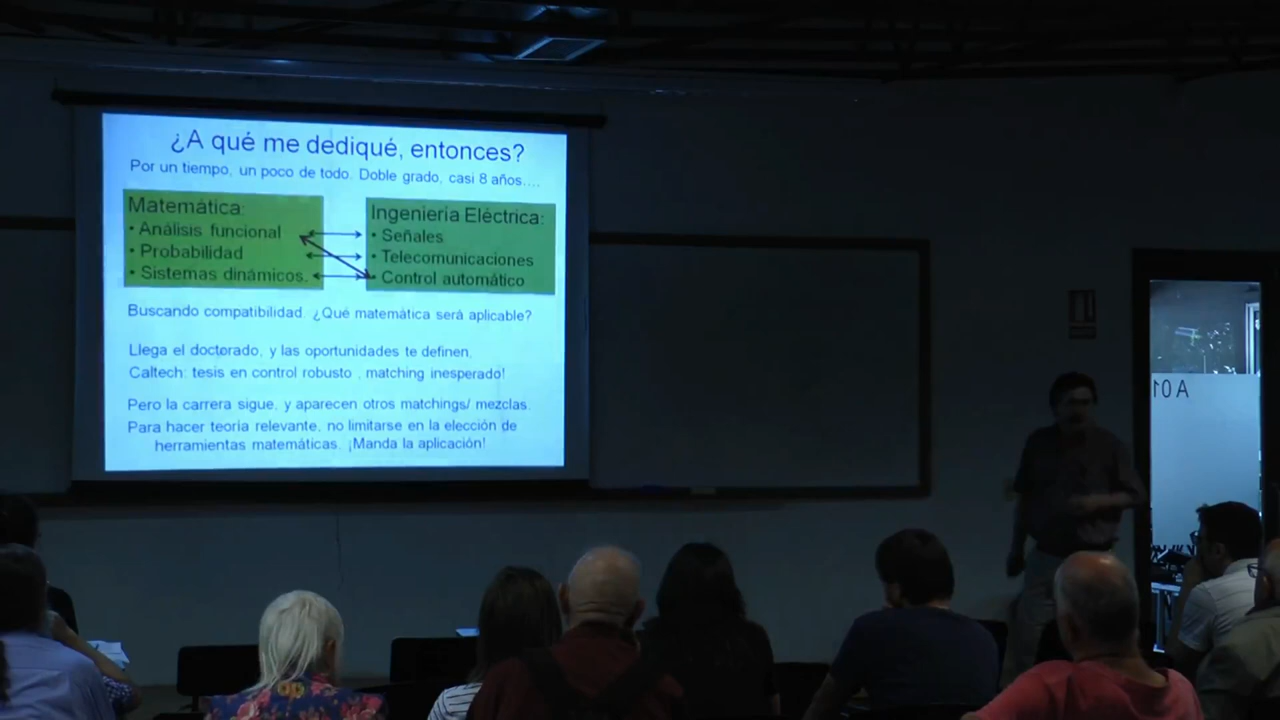 ¿A qué me dediqué, entonces?
Por un tiempo, un poco de todo. Doble grado, casi 8 años....
Matemática:
• Análisis funcional
• Probabilidad
• Sistemas dinámicos.
Ingeniería Eléctrica:
• Señales
• Telecomunicaciones
• Control automático
Buscando compatibilidad. ¿Qué matemática será aplicable?
Llega el doctorado, y las oportunidades te definen.
Caltech: tesis en control robusto , matching inesperado!
Pero la carrera sigue, y aparecen otros matchings/ mezclas.
Para hacer teoría relevante, no limitarse en la elección de
herramientas matemáticas. ¡Manda la aplicación!
A01